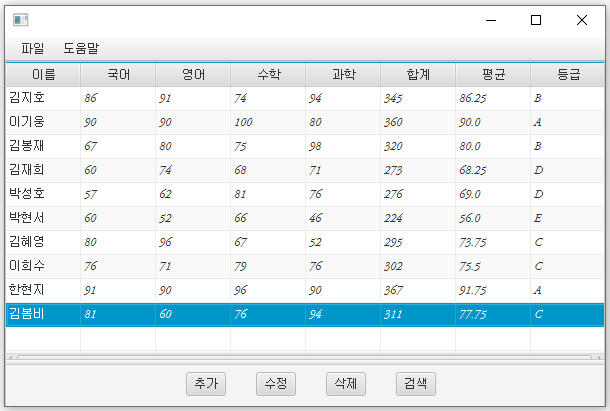 파일 도움말
이름 국어 영어 수학 과학 합계 평균 등급
김지호 86 91 74 94 345 86.25 B
이기웅 90 90 100 80 360 90.0 A
김봉재 67 80 75 98 320 80.0 B
김재희 60 74 68 71 273 68.25 D
박성호 57 62 81 76 276 69.0 D
박현서 60 52 66 46 224 56.0 E
김혜영 80 96 67 52 295 73.75 C
이희수 76 71 79 76 302 75.5 C
한현지 91 90 96 90 367 91.75 A
김봄비 81 60 76 94 311 77.75 C
추가 수정 삭제 검색